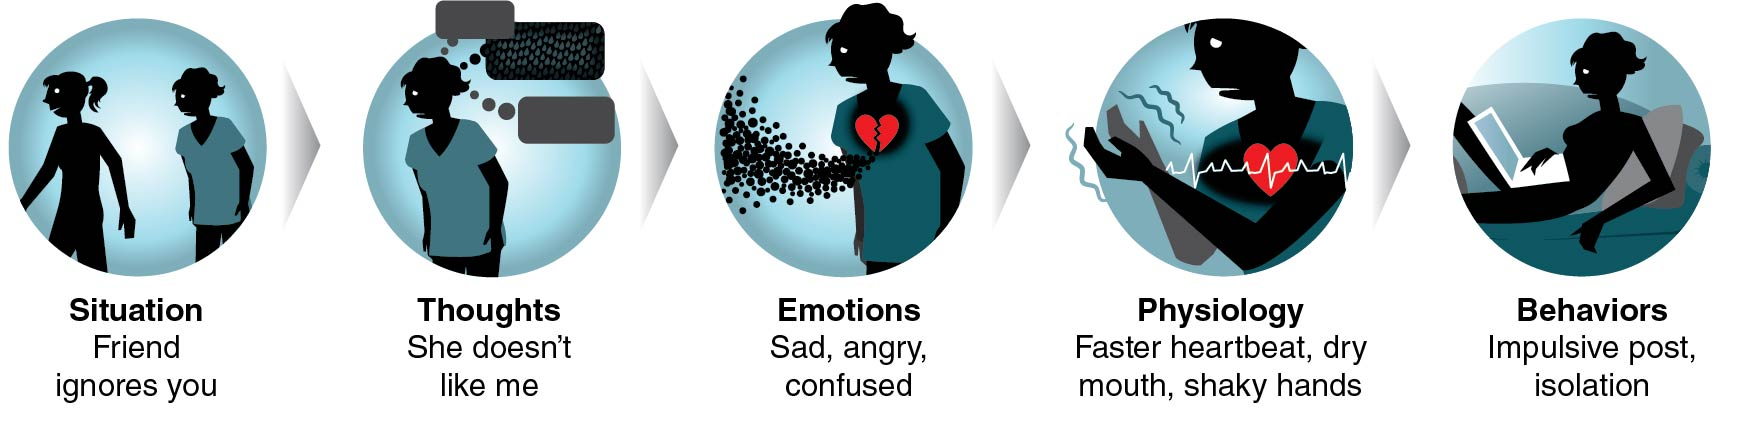 Situation
Friend
ignores you
Thoughts
She doesn’t
like me
Emotions
Sad, angry,
confused
Physiology
Faster heartbeat, dry
mouth, shaky hands
Behaviors
Impulsive post,
isolation